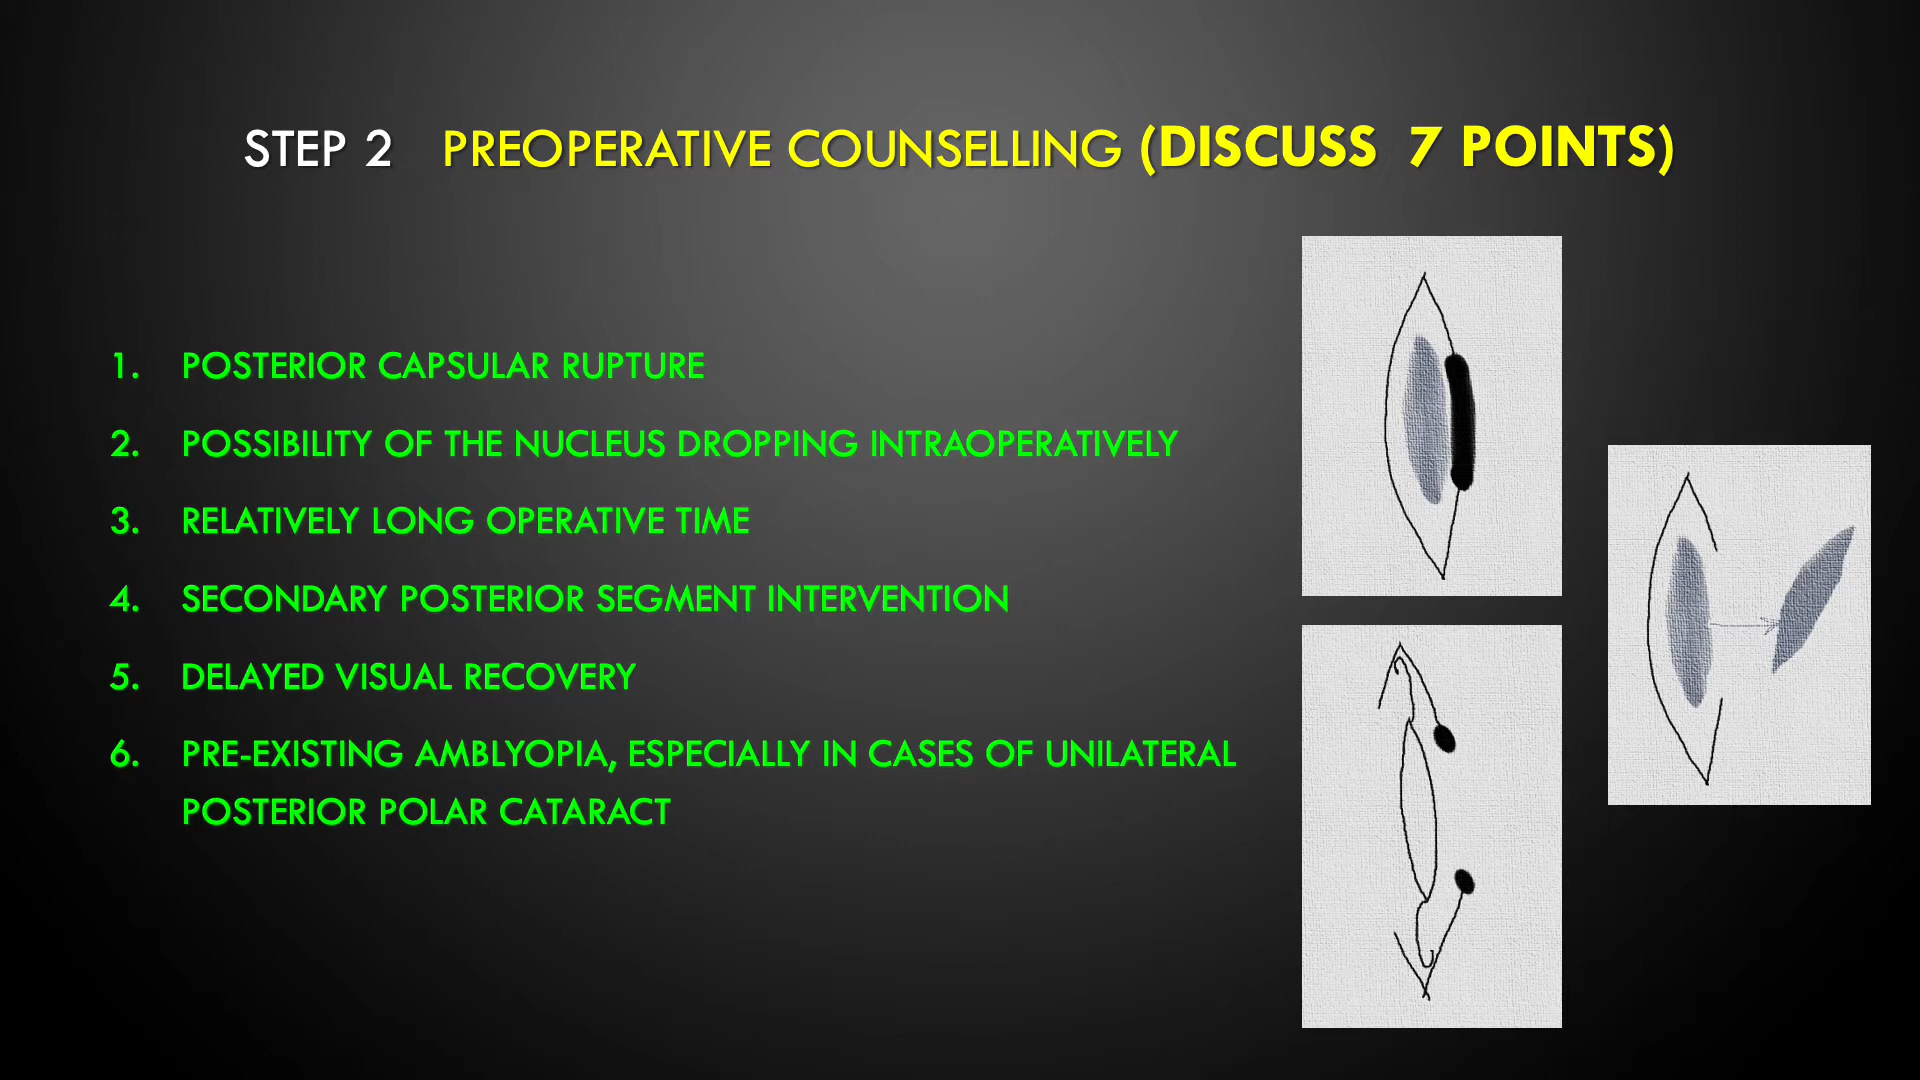 STEP 2 PREOPERATIVE COUNSELLING (DISCUSS 7 POINTS)
1. POSTERIOR CAPSULAR RUPTURE
2. POSSIBILITY OF THE NUCLEUS DROPPING INTRAOPERATIVELY
3. RELATIVELY LONG OPERATIVE TIME
4. SECONDARY POSTERIOR SEGMENT INTERVENTION
5. DELAYED VISUAL RECOVERY
6. PRE-EXISTING AMBLYOPIA, ESPECIALLY IN CASES OF UNILATERAL
POSTERIOR POLAR CATARACT